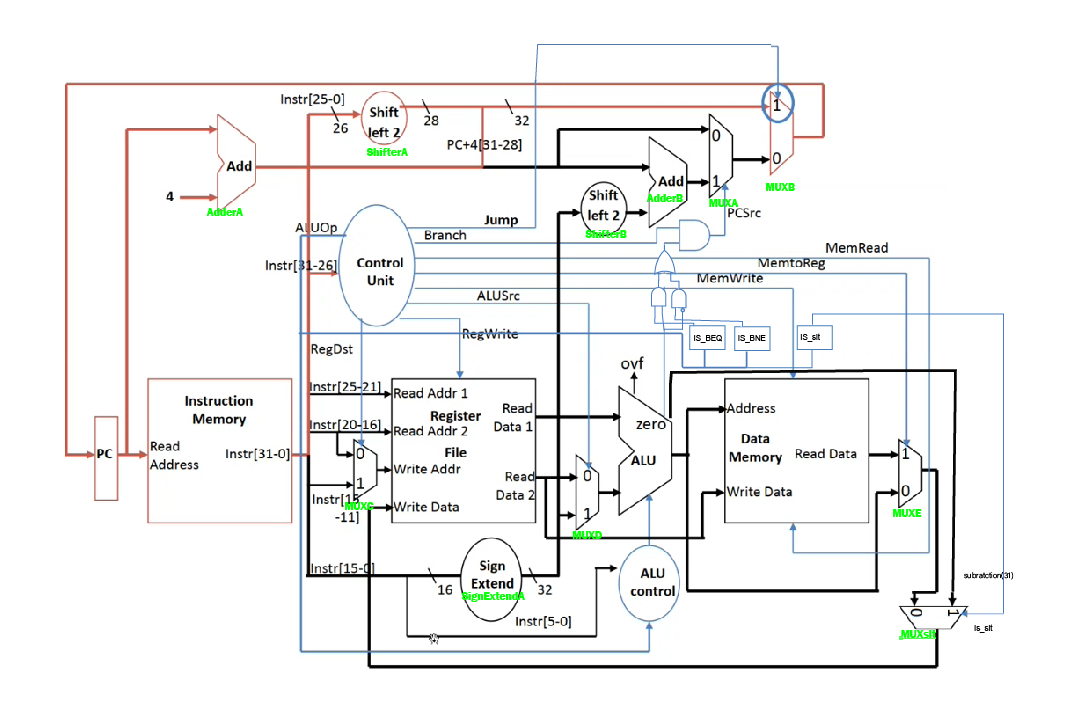 Instr[25-0]
26
Shift
left 2
ShifterA
28
32
PC+4[31-28]
1
0
MUXB
Add
AdderA
4
0
1
MUXA
Add
AdderB
Shift
left 2
ShifterB
PCSrc
Jump
Branch
ALUOp
Instr[31-26]
Control
Unit
MemRead
MemtoReg
MemWrite
ALUSrc
RegWrite
RegDst
IS_BEQ
IS_BNE
IS_slt
ovf
Instruction
Memory
PC
Read
Address
Instr[31-0]
Instr[25-21]
Instr[20-16]
0
1
Instr[15
-11]
Read Addr 1
Register
Read Addr 2
File
Write Addr
Write Data
Read
Data 1
Read
Data 2
0
1
MUXD
zero
ALU
Address
Data
Memory
Read Data
Write Data
1
0
MUXE
Instr[15-0]
16
Sign
Extend
SignExtendA
32
ALU
control
Instr[5-0]
0
1
MUXslt
Is_slt